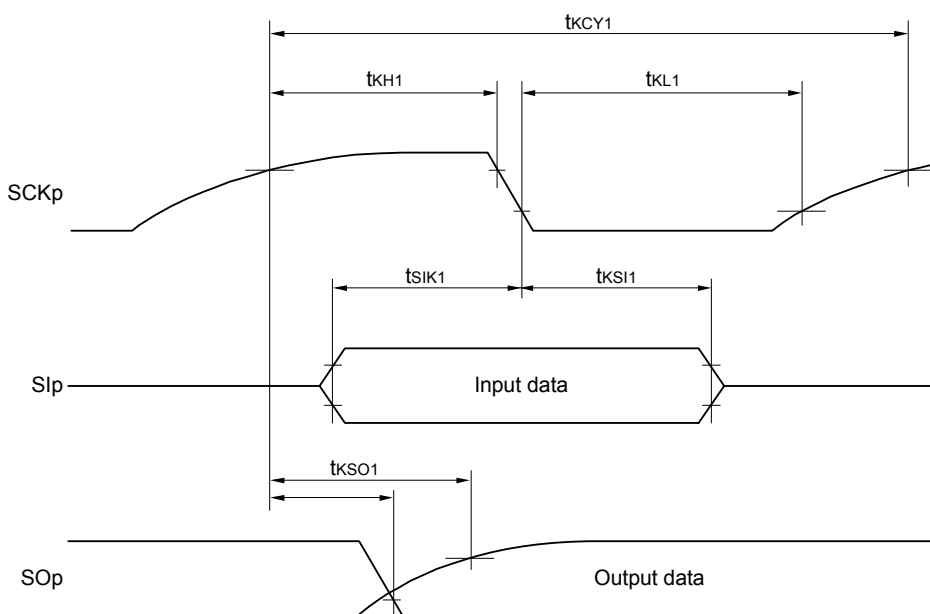 tKCY1
tKH1
tKL1
SCKp
tSIK1
tKSI1
SIp
Input data
tKSO1
SOp
Output data